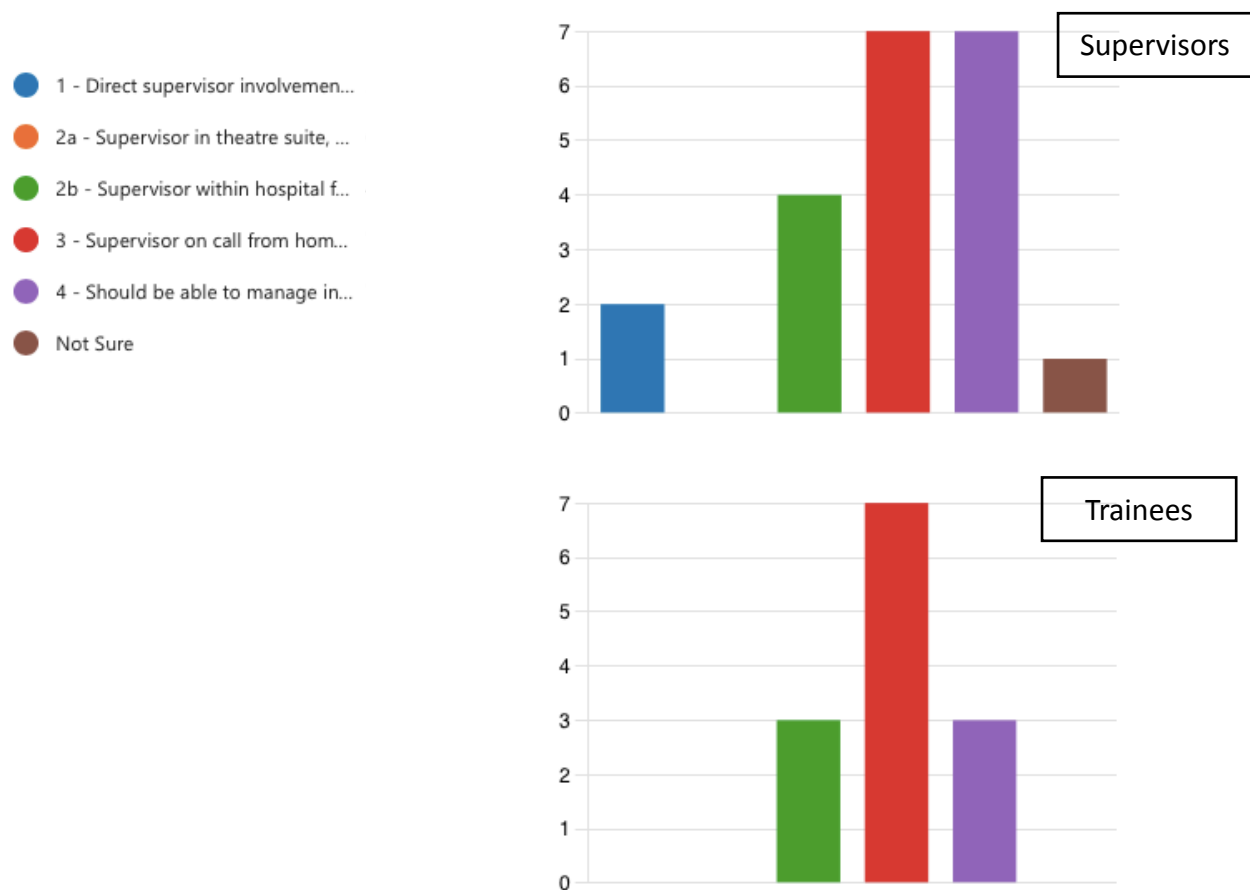 1 - Direct supervisor involvemen...
2a - Supervisor in theatre suite, ...
2b - Supervisor within hospital f...
3 - Supervisor on call from hom...
4 - Should be able to manage in...
Not Sure
Supervisors
7
6
5
4
3
2
1
0
Trainees
7
6
5
4
3
2
1
0